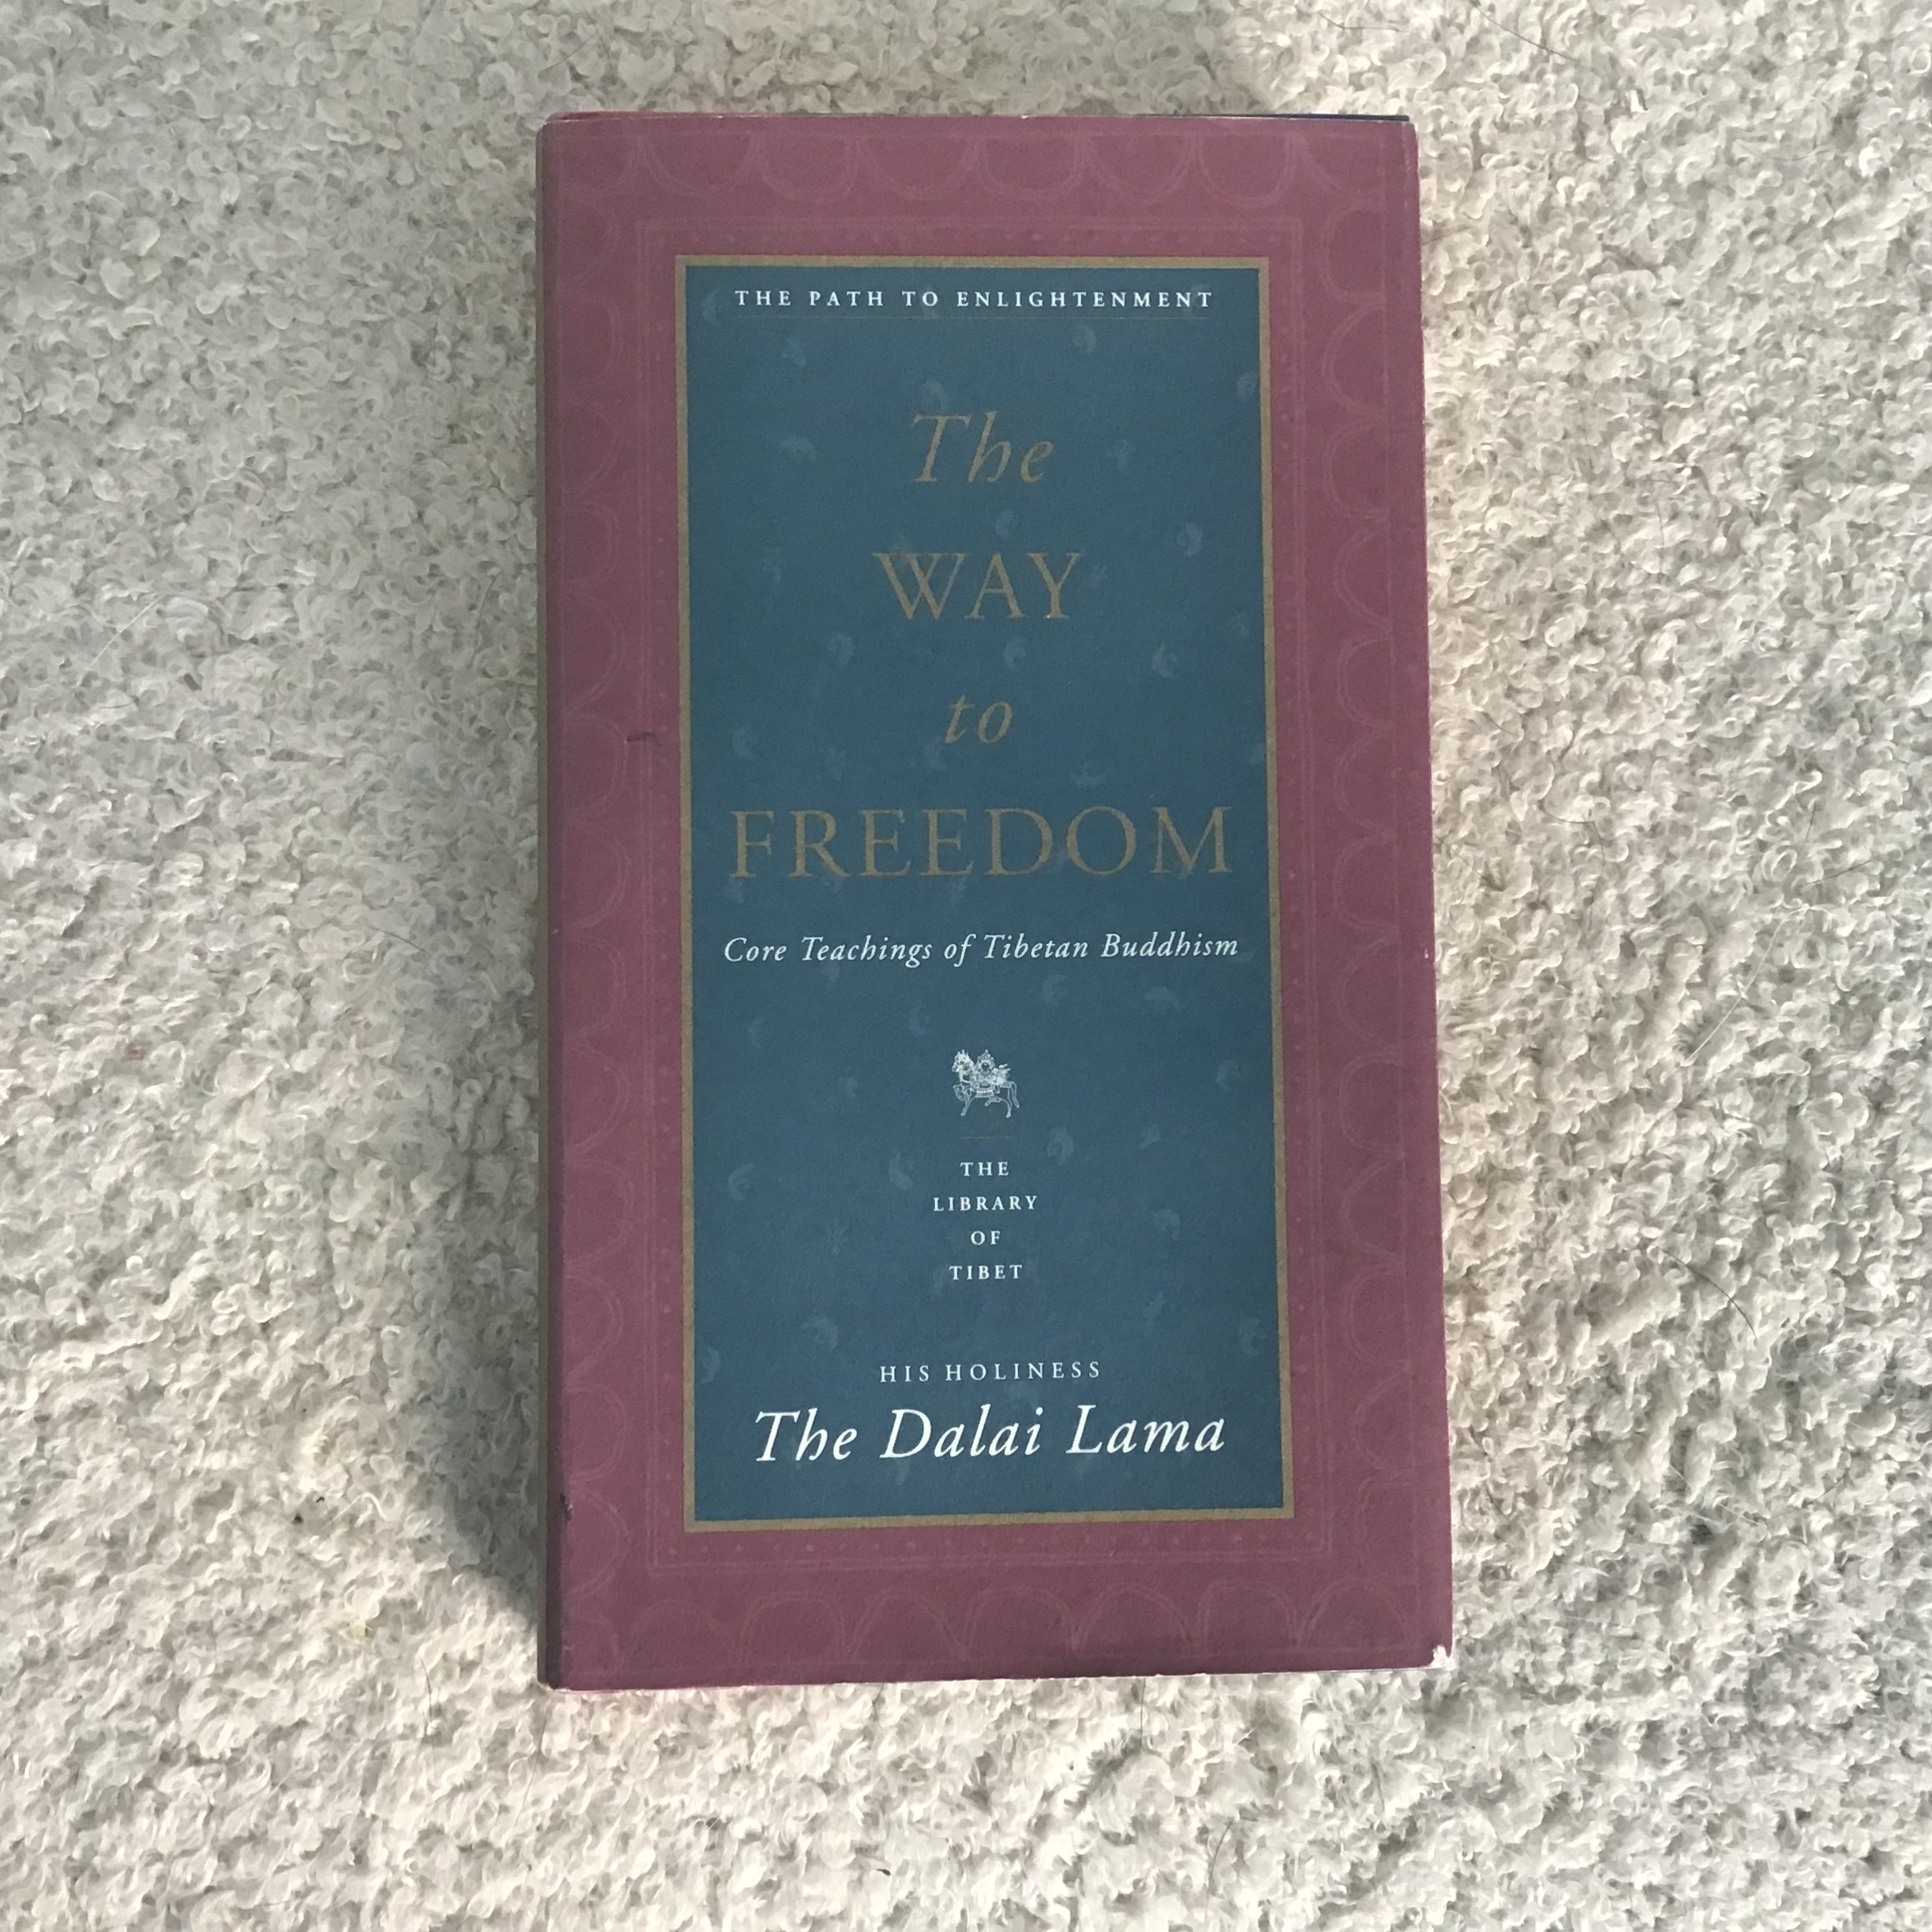 THE PATH TO ENLIGHTENMENT
The
WAY
to
FREEDOM
Core Teachings of Tibetan Buddhism
THE
LIBRARY
OF
TIBET
HIS HOLINESS
The Dalai Lama